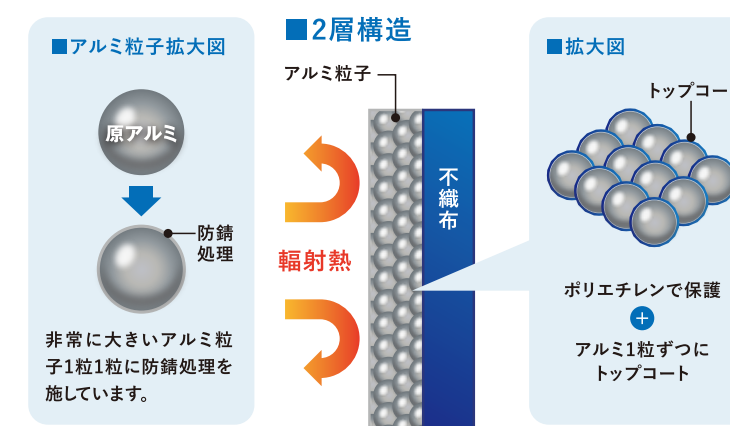 ■アルミ粒子拡大図
原アルミ
防錆
処理
非常に大きいアルミ粒
子1粒1粒に防錆処理を
施しています。
■2層構造
アルミ粒子
不織布
輻射熱
■拡大図
トップコー
ポリエチレンで保護
+
アルミ1粒ずつに
トップコート